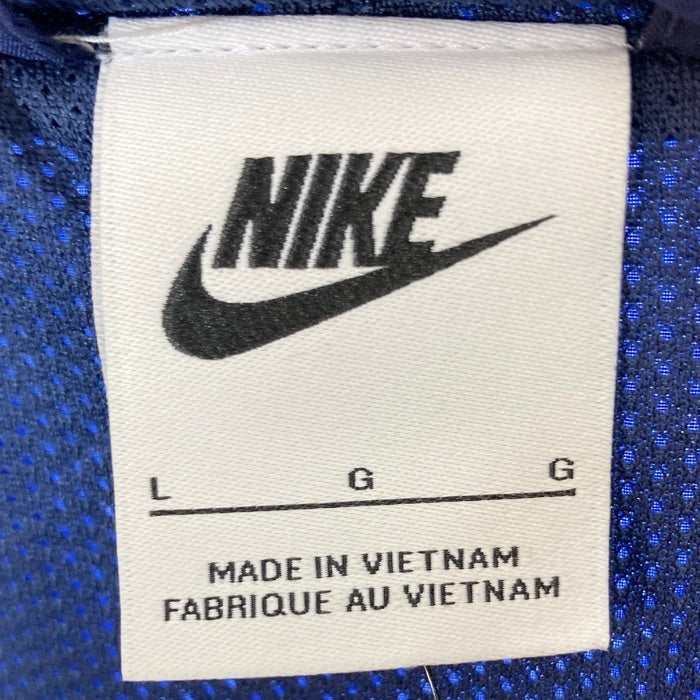 NIKE
L G G
MADE IN VIETNAM
FABRIQUE AU VIETNAM